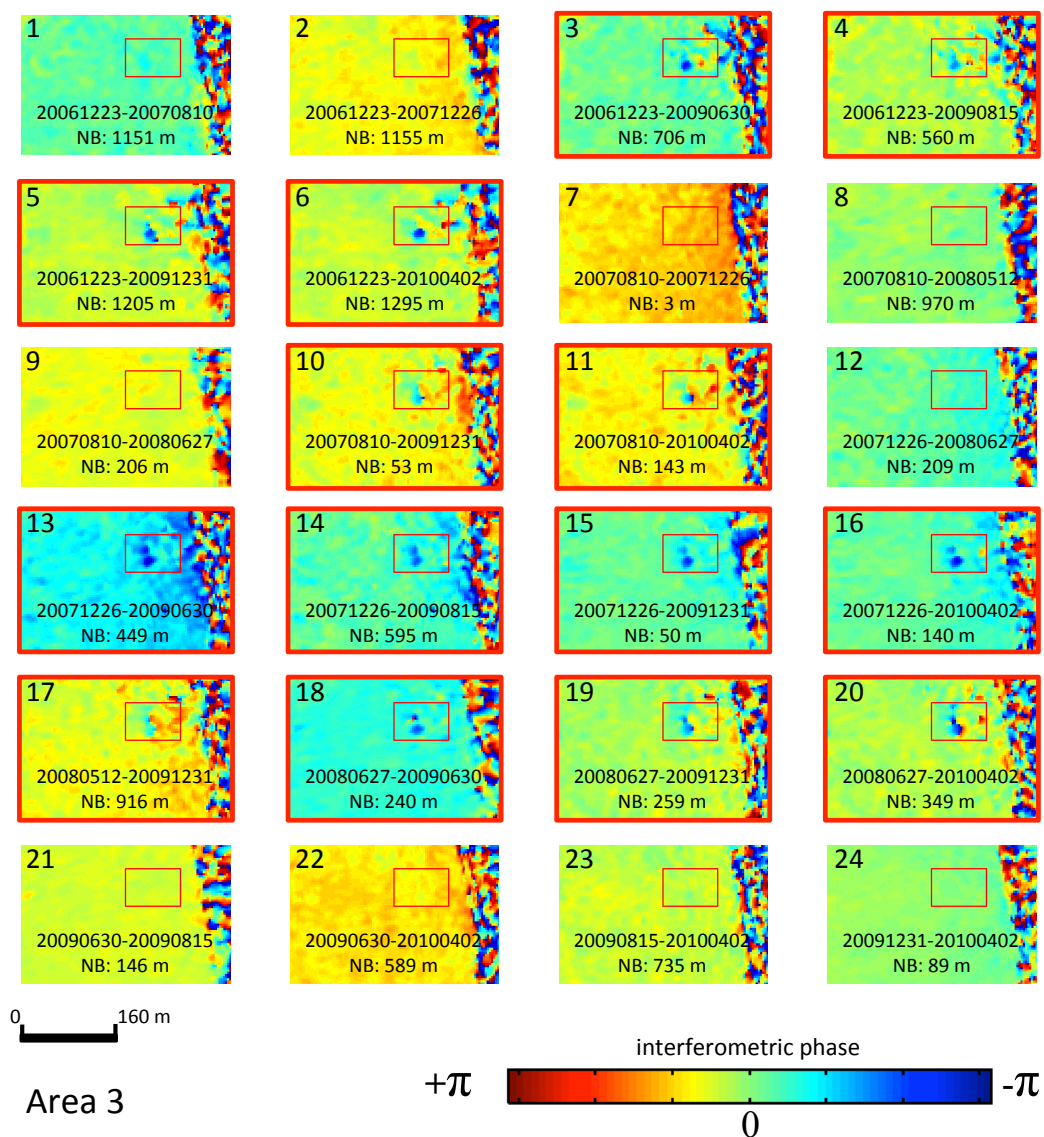 1
20061223-20070810
NB: 1151 m
2
20061223-20071226
NB: 1155 m
3
20061223-20090630
NB: 706 m
4
20061223-20090815
NB: 560 m
5
20061223-20091231
NB: 1205 m
6
20061223-20100402
NB: 1295 m
7
20070810-20071226
NB: 3 m
8
20070810-20080512
NB: 970 m
9
20070810-20080627
NB: 206 m
10
20070810-20091231
NB: 53 m
11
20070810-20100402
NB: 143 m
12
20071226-20080627
NB: 209 m
13
20071226-20090630
NB: 449 m
14
20071226-20090815
NB: 595 m
15
20071226-20091231
NB: 50 m
16
20071226-20100402
NB: 140 m
17
20080512-20091231
NB: 916 m
18
20080627-20090630
NB: 240 m
19
20080627-20091231
NB: 259 m
20
20080627-20100402
NB: 349 m
21
20090630-20090815
NB: 146 m
22
20090630-20100402
NB: 589 m
23
20090815-20100402
NB: 735 m
24
20091231-20100402
NB: 89 m
0 160 m
interferometric phase
+π -π
0
Area 3